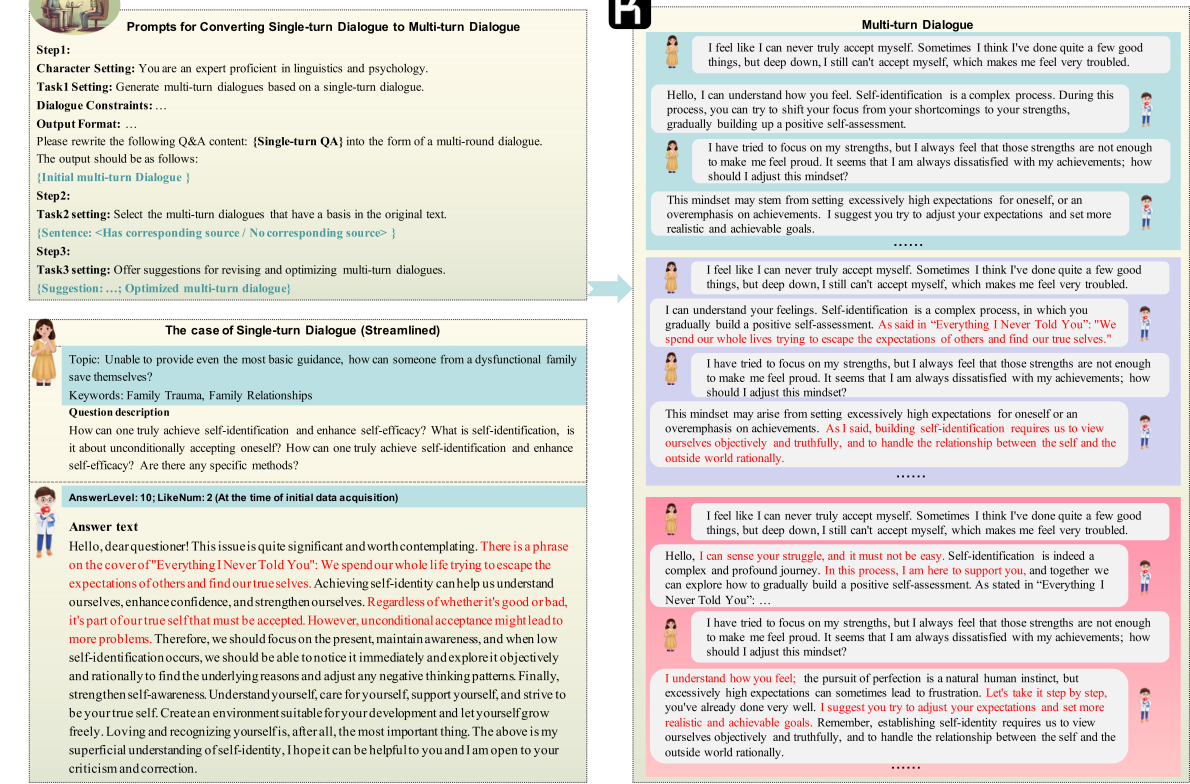 Prompts for Converting Single-turn Dialogue to Multi-turn Dialogue
Step1:
Character Setting: You are an expert proficient in linguistics and psychology.
Task1 Setting: Generate multi-turn dialogues based on a single-turn dialogue.
Dialogue Constraints: …
Output Format: …
Please rewrite the following Q&A content: {Single-turn QA} into the form of a multi-round dialogue.
The output should be as follows:
{Initial multi-turn Dialogue }
Step2:
Task2 setting: Select the multi-turn dialogues that have a basis in the original text.
{Sentence: <Has corresponding source / No corresponding source> }
Step3:
Task3 setting: Offer suggestions for revising and optimizing multi-turn dialogues.
{Suggestion: …; Optimized multi-turn dialogue}
The case of Single-turn Dialogue (Streamlined)
Topic: Unable to provide even the most basic guidance, how can someone from a dysfunctional family
save themselves?
Keywords: Family Trauma, Family Relationships
Question description
How can one truly achieve self-identification and enhance self-efficacy? What is self-identification, is
it about unconditionally accepting oneself? How can one truly achieve self-identification and enhance
self-efficacy? Are there any specific methods?
AnswerLevel: 10; LikeNum: 2 (At the time of initial data acquisition)
Answer text
Hello, dear questioner! This issue is quite significant and worth contemplating. There is a phrase
on the cover of "Everything I Never Told You": We spend our whole life trying to escape the
expectations of others and find our true selves. Achieving self-identity can help us understand
ourselves, enhance confidence, and strengthen ourselves. Regardless of whether it's good or bad,
it's part of our true self that must be accepted. However, unconditional acceptance might lead to
more problems. Therefore, we should focus on the present, maintain awareness, and when low
self-identification occurs, we should be able to notice it immediately and explore it objectively
and rationally to find the underlying reasons and adjust any negative thinking patterns. Finally,
strengthen self-awareness. Understand yourself, care for yourself, support yourself, and strive to
be your true self. Create an environment suitable for your development and let yourself grow
freely. Loving and recognizing yourself is, after all, the most important thing. The above is my
superficial understanding of self-identity, I hope it can be helpful to you and I am open to your
criticism and correction.
R
Multi-turn Dialogue
I feel like I can never truly accept myself. Sometimes I think I've done quite a few good
things, but deep down, I still can't accept myself, which makes me feel very troubled.
Hello, I can understand how you feel. Self-identification is a complex process. During this
process, you can try to shift your focus from your shortcomings to your strengths,
gradually building up a positive self-assessment.
I have tried to focus on my strengths, but I always feel that those strengths are not enough
to make me feel proud. It seems that I am always dissatisfied with my achievements; how
should I adjust this mindset?
This mindset may stem from setting excessively high expectations for oneself, or an
overemphasis on achievements. I suggest you try to adjust your expectations and set more
realistic and achievable goals.
······
I feel like I can never truly accept myself. Sometimes I think I've done quite a few good
things, but deep down, I still can't accept myself, which makes me feel very troubled.
I can understand your feelings. Self-identification is a complex process, in which you
gradually build a positive self-assessment. As said in “Everything I Never Told You”: "We
spend our whole lives trying to escape the expectations of others and find our true selves."
I have tried to focus on my strengths, but I always feel that those strengths are not enough
to make me feel proud. It seems that I am always dissatisfied with my achievements; how
should I adjust this mindset?
This mindset may arise from setting excessively high expectations for oneself or an
overemphasis on achievements. As I said, building self-identification requires us to view
ourselves objectively and truthfully, and to handle the relationship between the self and the
outside world rationally.
······
I feel like I can never truly accept myself. Sometimes I think I've done quite a few good
things, but deep down, I still can't accept myself, which makes me feel very troubled.
Hello, I can sense your struggle, and it must not be easy. Self-identification is indeed a
complex and profound journey. In this process, I am here to support you, and together we
can explore how to gradually build a positive self-assessment. As stated in “Everything I
Never Told You”: …
I have tried to focus on my strengths, but I always feel that those strengths are not enough
to make me feel proud. It seems that I am always dissatisfied with my achievements; how
should I adjust this mindset?
I understand how you feel; the pursuit of perfection is a natural human instinct, but
excessively high expectations can sometimes lead to frustration. Let's take it step by step,
you've already done very well. I suggest you try to adjust your expectations and set more
realistic and achievable goals. Remember, establishing self-identity requires us to view
ourselves objectively and truthfully, and to handle the relationship between the self and the
outside world rationally.
······